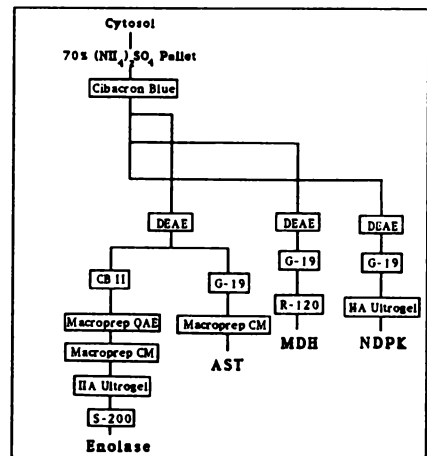 Cytosol
70% (NH4)2SO4 Pellet
Cibacron Blue
DEAE DEAE DEAE
CB II G-19 G-19 G-19
Macroprep QAE Macroprep CM R-120 HA Ultrogel
Macroprep CM AST MDH NDPK
HA Ultrogel
S-200
Enolase